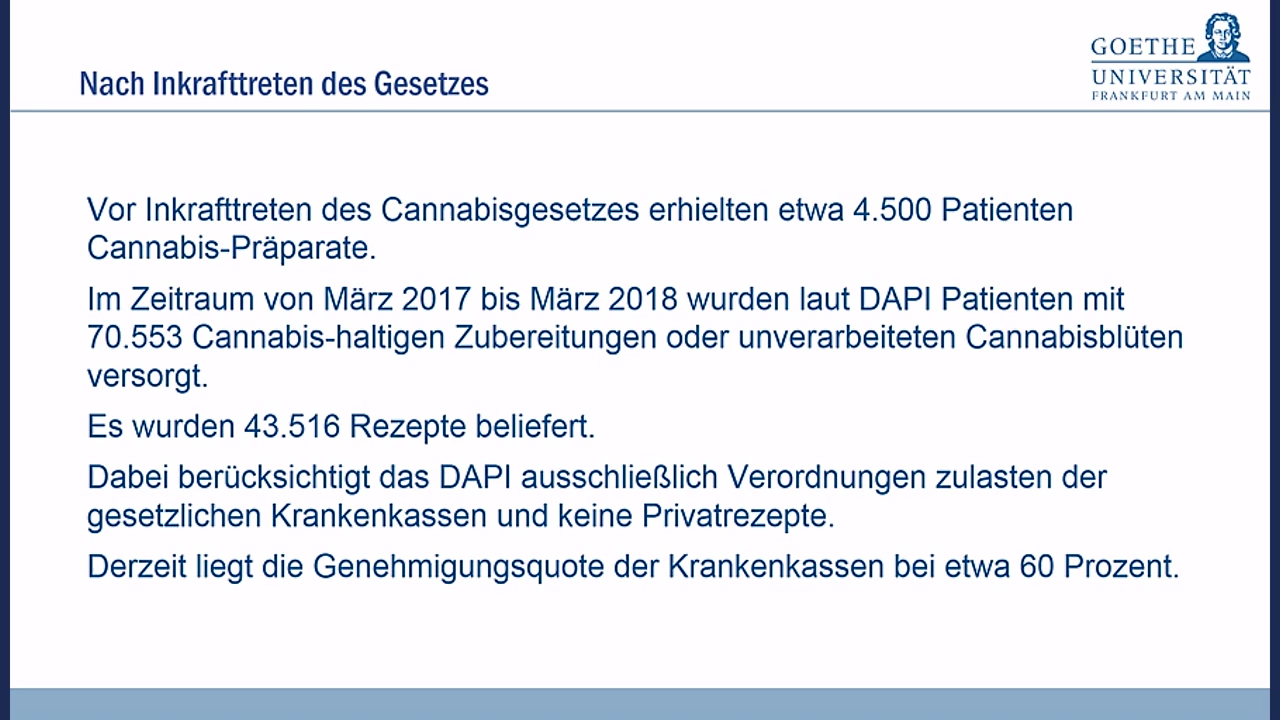 Nach Inkrafttreten des Gesetzes
GOETHE
UNIVERSITÄT
FRANKFURT AM MAIN
Vor Inkrafttreten des Cannabisgesetzes erhielten etwa 4.500 Patienten
Cannabis-Präparate.
Im Zeitraum von März 2017 bis März 2018 wurden laut DAPI Patienten mit
70.553 Cannabis-haltigen Zubereitungen oder unverarbeiteten Cannabisblüten
versorgt.
Es wurden 43.516 Rezepte beliefert.
Dabei berücksichtigt das DAPI ausschließlich Verordnungen zulasten der
gesetzlichen Krankenkassen und keine Privatrezepte.
Derzeit liegt die Genehmigungsquote der Krankenkassen bei etwa 60 Prozent.